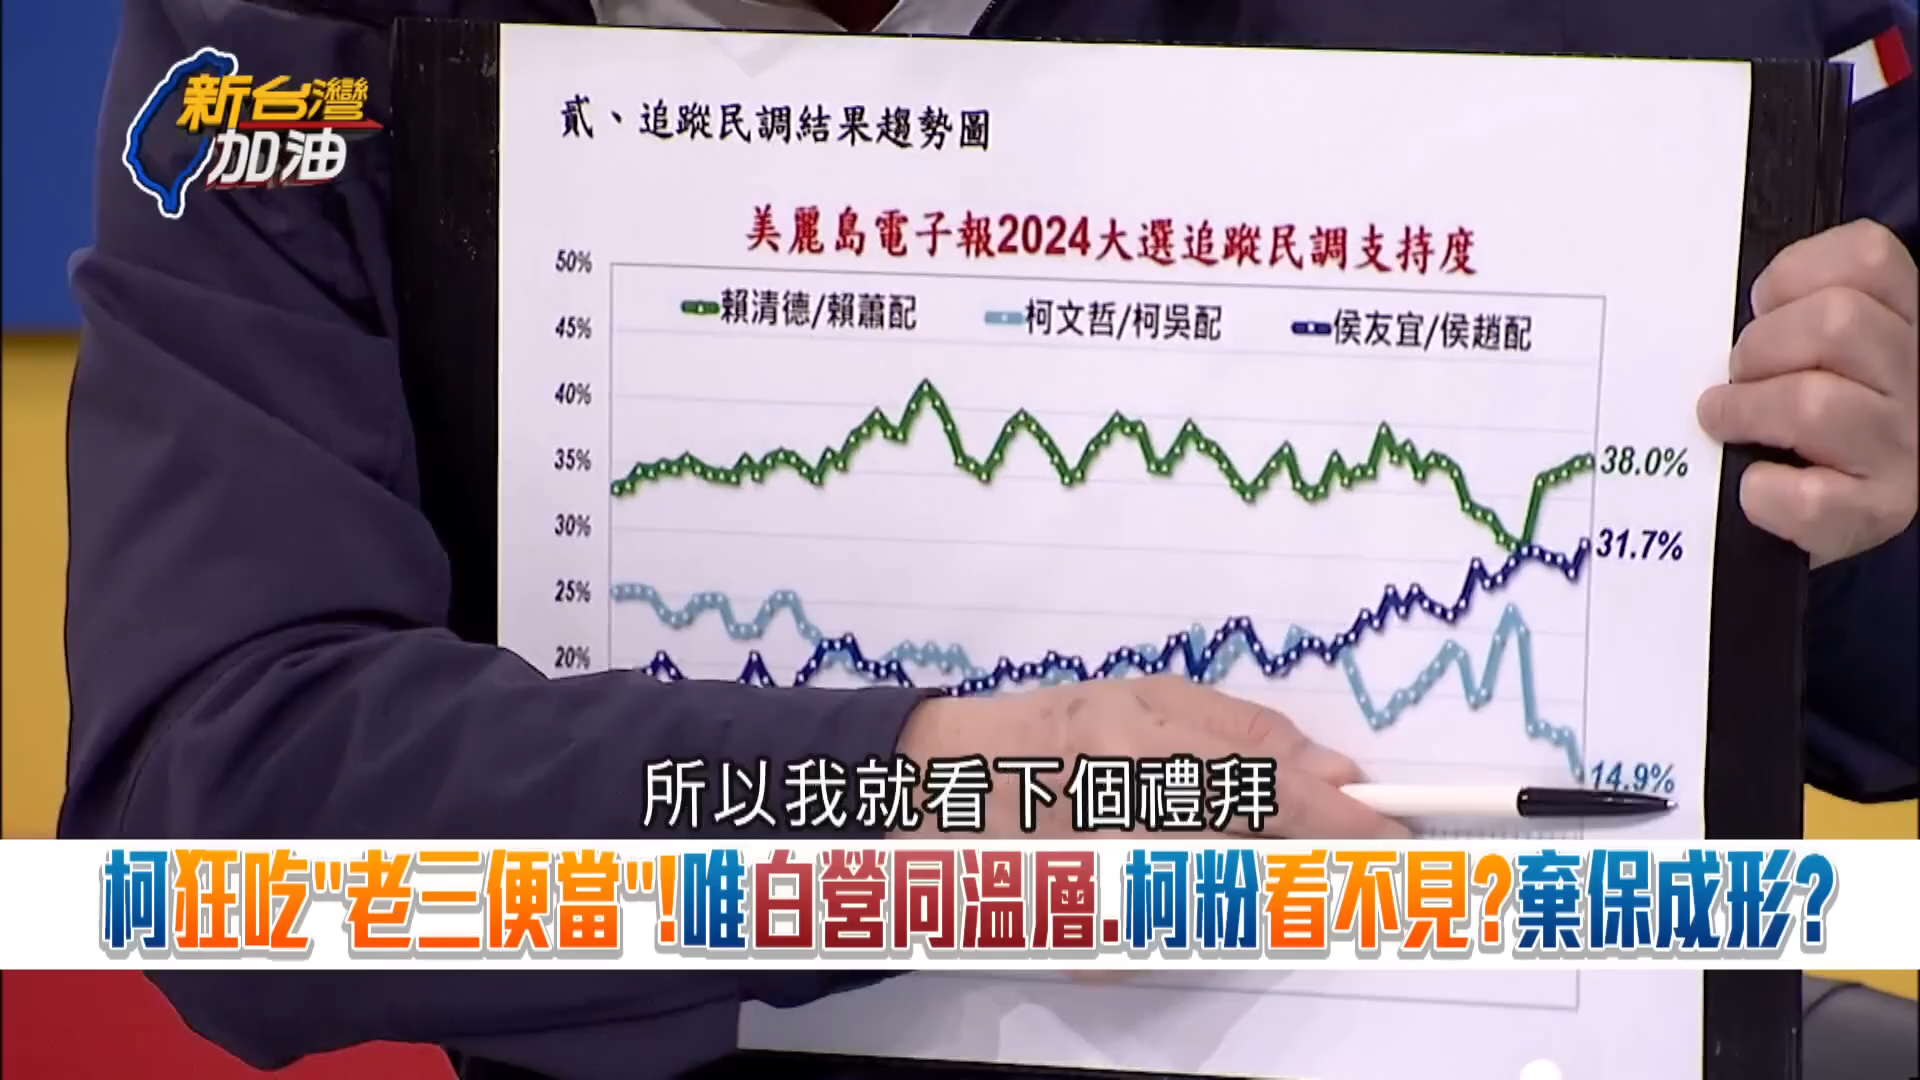 新台灣
加油
貳、追蹤民調結果趨勢圖
美麗島電子報2024大選追蹤民調支持度
50%
45%
40%
35%
30%
25%
20%
賴清德/賴蕭配
柯文哲/柯吳配
侯友宜/侯趙配
38.0%
31.7%
14.9%
所以我就看下個禮拜
柯狂吃"老三便當"!唯白營同溫層.柯粉看不見?棄保成形?